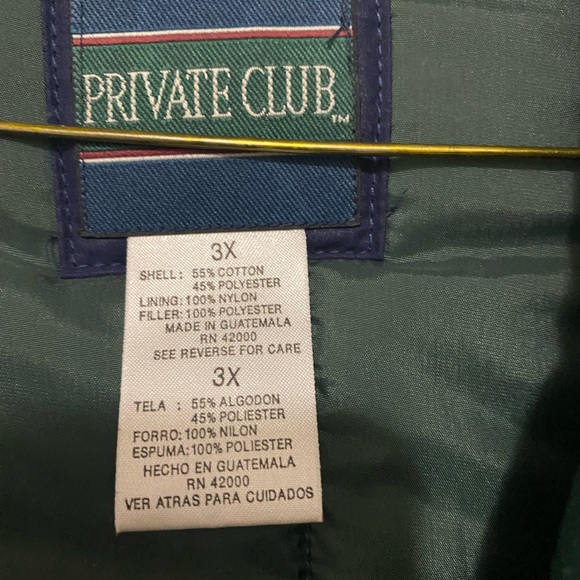 PRIVATE CLUB™
3X
SHELL: 55% COTTON
45% POLYESTER
LINING: 100% NYLON
FILLER: 100% POLYESTER
MADE IN GUATEMALA
RN 42000
SEE REVERSE FOR CARE
3X
TELA : 55% ALGODON
45% POLIESTER
FORRO: 100% NILON
ESPUMA: 100% POLIESTER
HECHO EN GUATEMALA
RN 42000
VER ATRAS PARA CUIDADOS